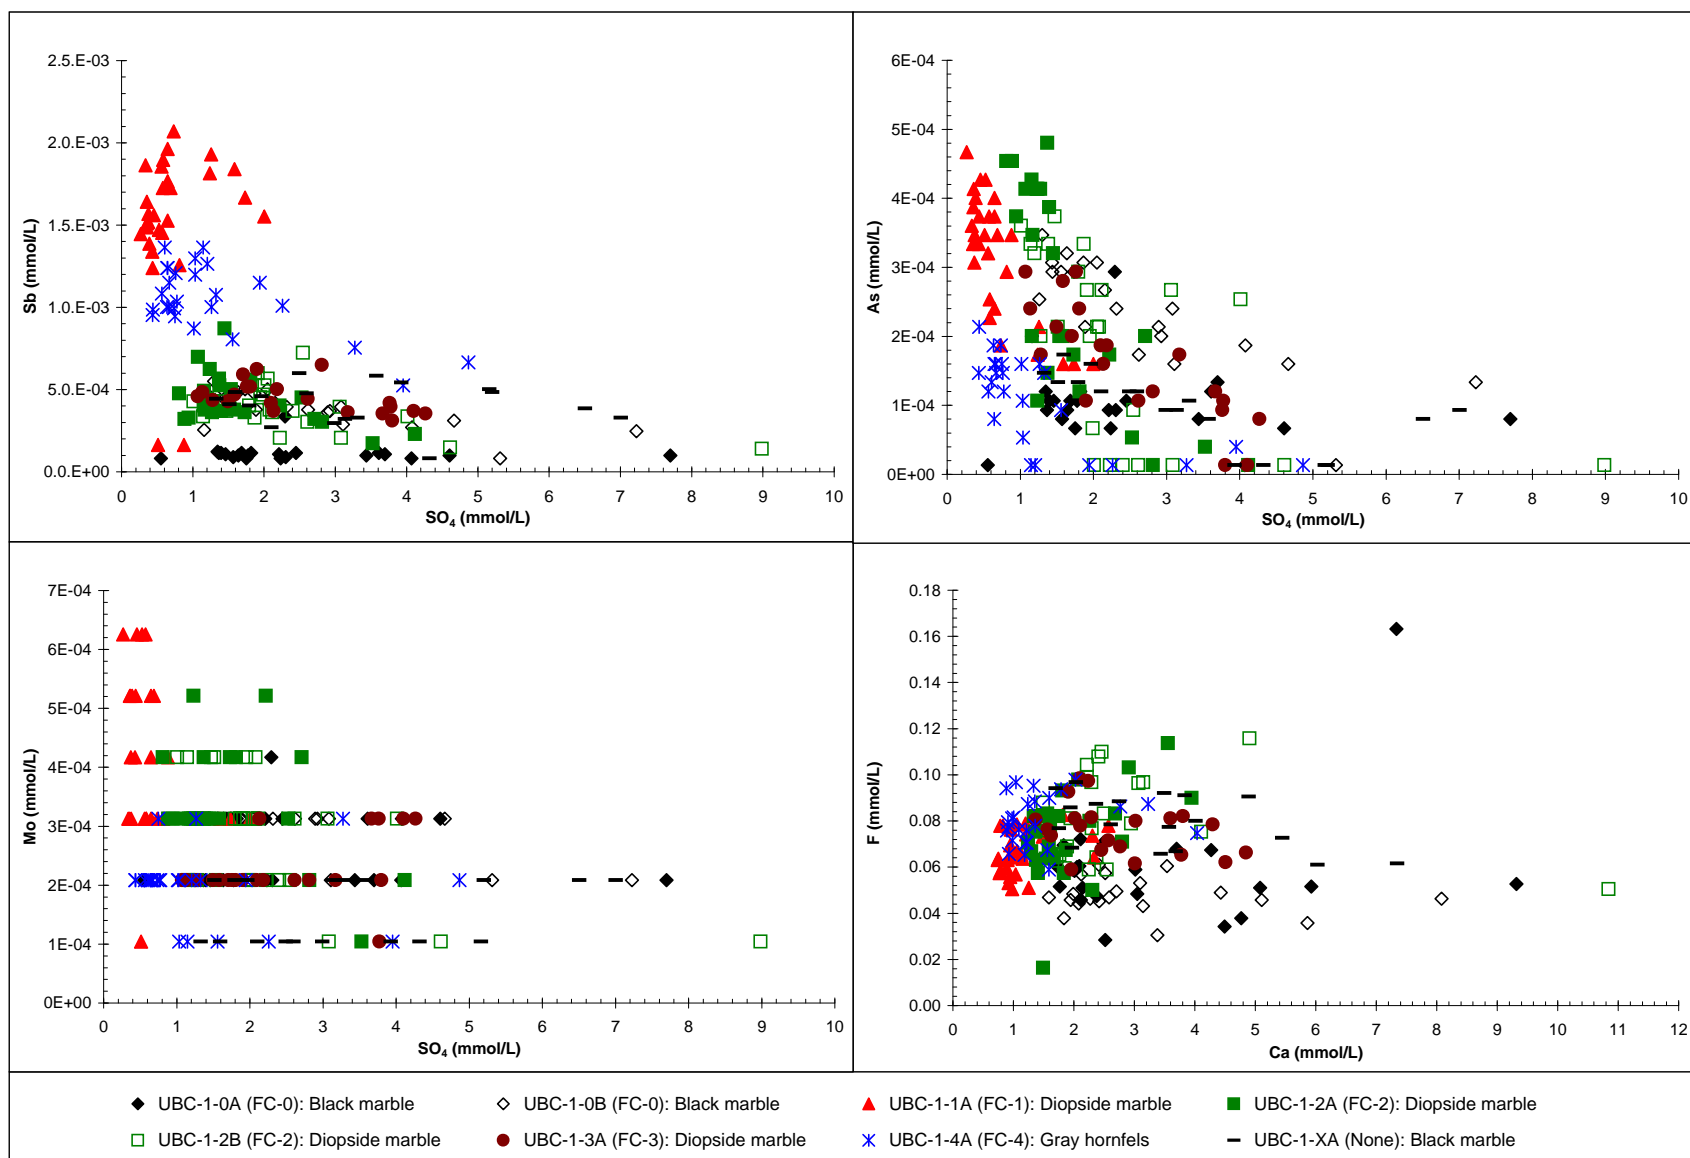 2.5E-03
2.0E-03
1.5E-03
1.0E-03
5.0E-04
0.0E+00
Sb (mmol/L)
0 1 2 3 4 5 6 7 8 9 10
SO₄ (mmol/L)
6E-04
5E-04
4E-04
3E-04
2E-04
1E-04
0E+00
As (mmol/L)
0 1 2 3 4 5 6 7 8 9 10
SO₄ (mmol/L)
7E-04
6E-04
5E-04
4E-04
3E-04
2E-04
1E-04
0E+00
Mo (mmol/L)
0 1 2 3 4 5 6 7 8 9 10
SO₄ (mmol/L)
0.18
0.16
0.14
0.12
0.10
0.08
0.06
0.04
0.02
0.00
F (mmol/L)
0 1 2 3 4 5 6 7 8 9 10 11 12
Ca (mmol/L)
UBC-1-0A (FC-0): Black marble
UBC-1-0B (FC-0): Black marble
UBC-1-1A (FC-1): Diopside marble
UBC-1-2A (FC-2): Diopside marble
UBC-1-2B (FC-2): Diopside marble
UBC-1-3A (FC-3): Diopside marble
UBC-1-4A (FC-4): Gray hornfels
UBC-1-XA (None): Black marble